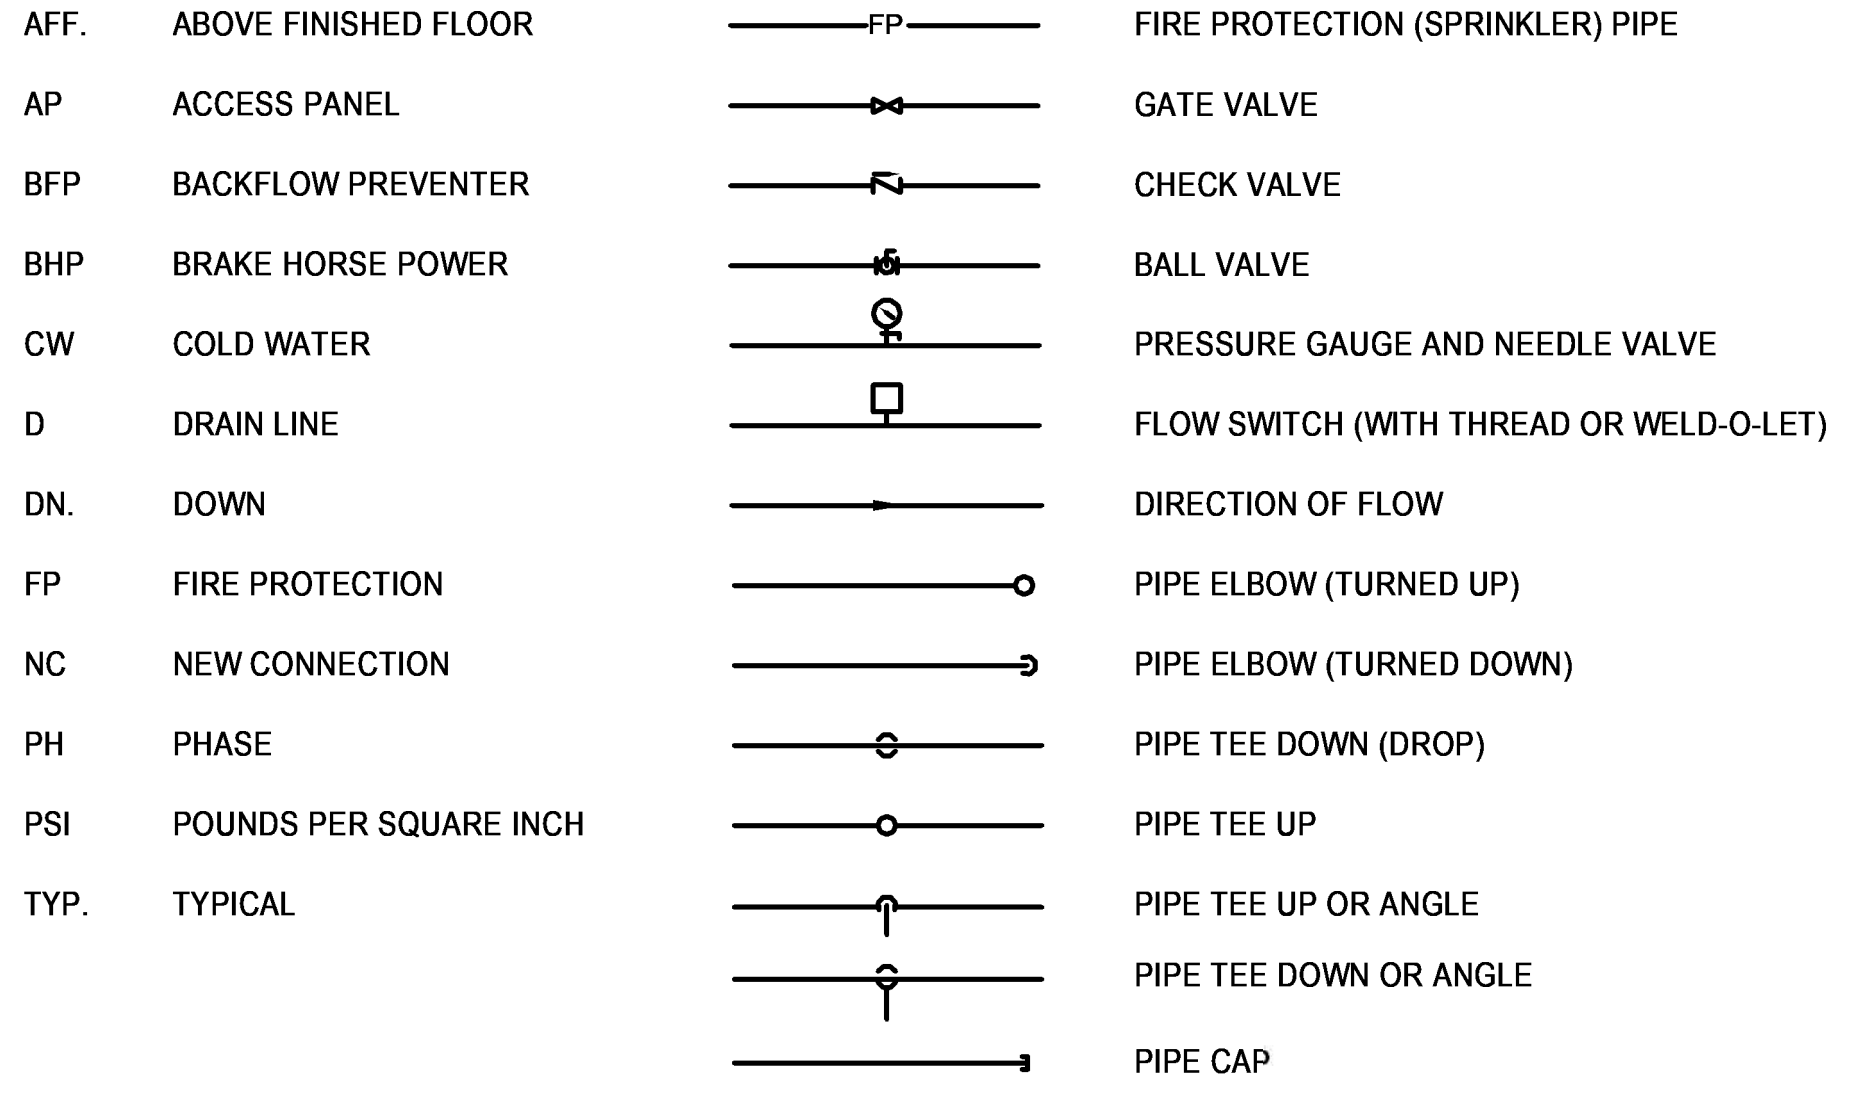 AFF. ABOVE FINISHED FLOOR FP FIRE PROTECTION (SPRINKLER) PIPE
AP ACCESS PANEL GATE VALVE
BFP BACKFLOW PREVENTER CHECK VALVE
BHP BRAKE HORSE POWER BALL VALVE
CW COLD WATER PRESSURE GAUGE AND NEEDLE VALVE
D DRAIN LINE FLOW SWITCH (WITH THREAD OR WELD-O-LET)
DN. DOWN DIRECTION OF FLOW
FP FIRE PROTECTION PIPE ELBOW (TURNED UP)
NC NEW CONNECTION PIPE ELBOW (TURNED DOWN)
PH PHASE PIPE TEE DOWN (DROP)
PSI POUNDS PER SQUARE INCH PIPE TEE UP
TYP. TYPICAL PIPE TEE UP OR ANGLE
PIPE TEE DOWN OR ANGLE
PIPE CAP